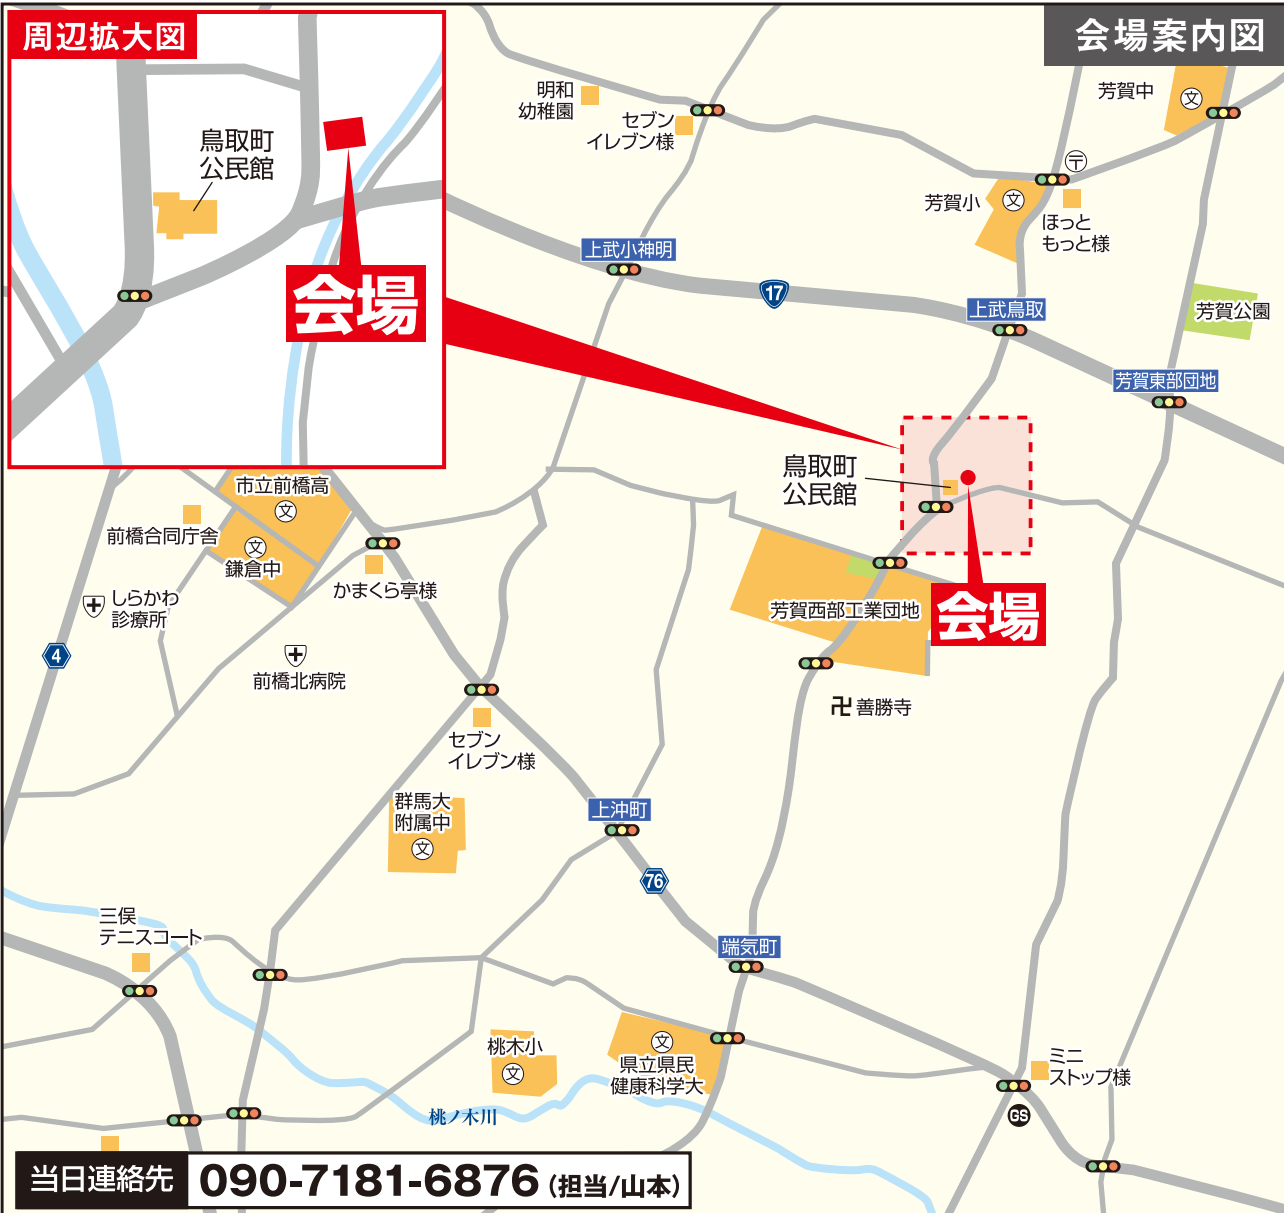 周辺拡大図
会場案内図
鳥取町
公民館
会場
明和
幼稚園
セブン
イレブン様
芳賀中
文
〒
芳賀小
文
ほっと
もっと様
上武小神明
17
上武鳥取
芳賀公園
芳賀東部団地
鳥取町
公民館
会場
市立前橋高
文
前橋合同庁舎
文
鎌倉中
かまくら亭様
しらかわ
診療所
4
前橋北病院
芳賀西部工業団地
卍善勝寺
セブン
イレブン様
群馬大
附属中
文
上沖町
76
三俣
テニスコート
端気町
桃木小
文
文
県立県民
健康科学大
ミニ
ストップ様
GS
桃ノ木川
当日連絡先 090-7181-6876(担当/山本)